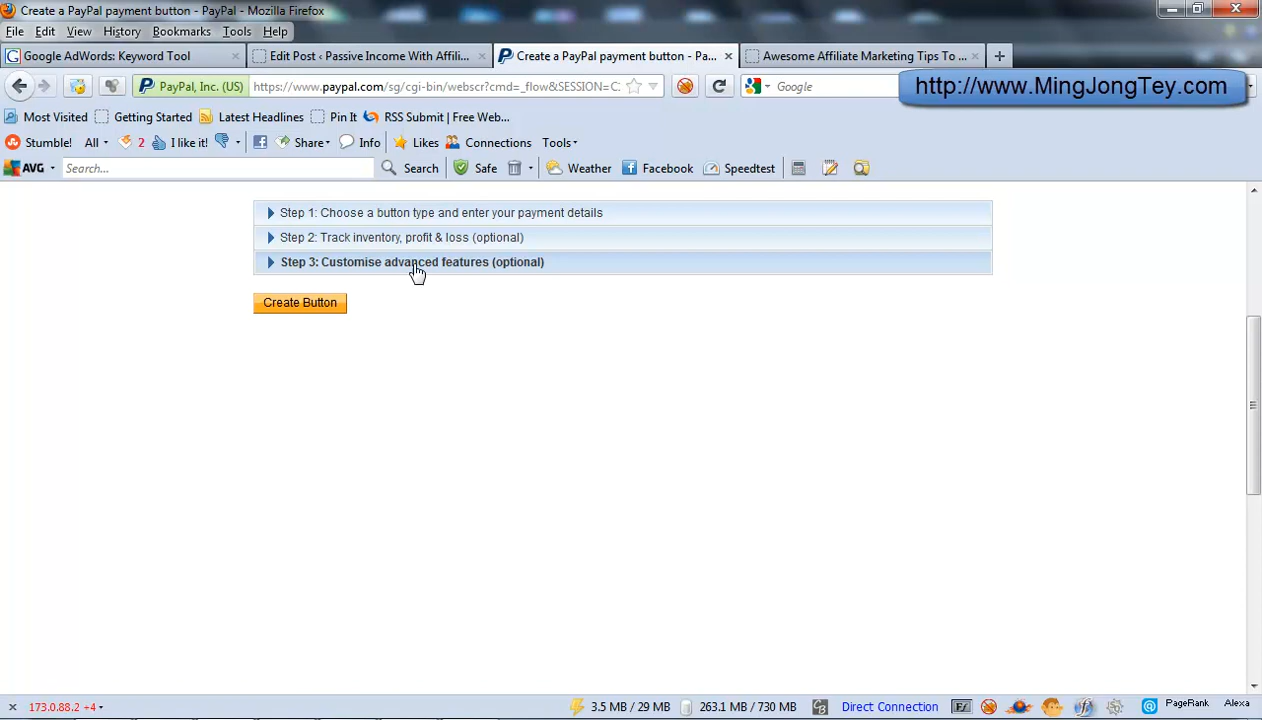 Create a PayPal payment button - PayPal - Mozilla Firefox
File Edit View History Bookmarks Tools Help
Google AdWords: Keyword Tool
Edit Post ‹ Passive Income With Affili...
Create a PayPal payment button - Pa...
Awesome Affiliate Marketing Tips To ...
PayPal, Inc. (US)
https://www.paypal.com/sg/cgi-bin/webscr?cmd=_flow&SESSION=C:
Google
http://www.MingJongTey.com
Most Visited Getting Started Latest Headlines Pin It RSS Submit | Free Web...
Stumble! All 2 I like it! Share Info Likes Connections Tools
AVG Search... Search Safe Weather Facebook Speedtest
Step 1: Choose a button type and enter your payment details
Step 2: Track inventory, profit & loss (optional)
Step 3: Customise advanced features (optional)
Create Button
173.0.88.2 +4 3.5 MB / 29 MB 263.1 MB / 730 MB Direct Connection PageRank Alexa